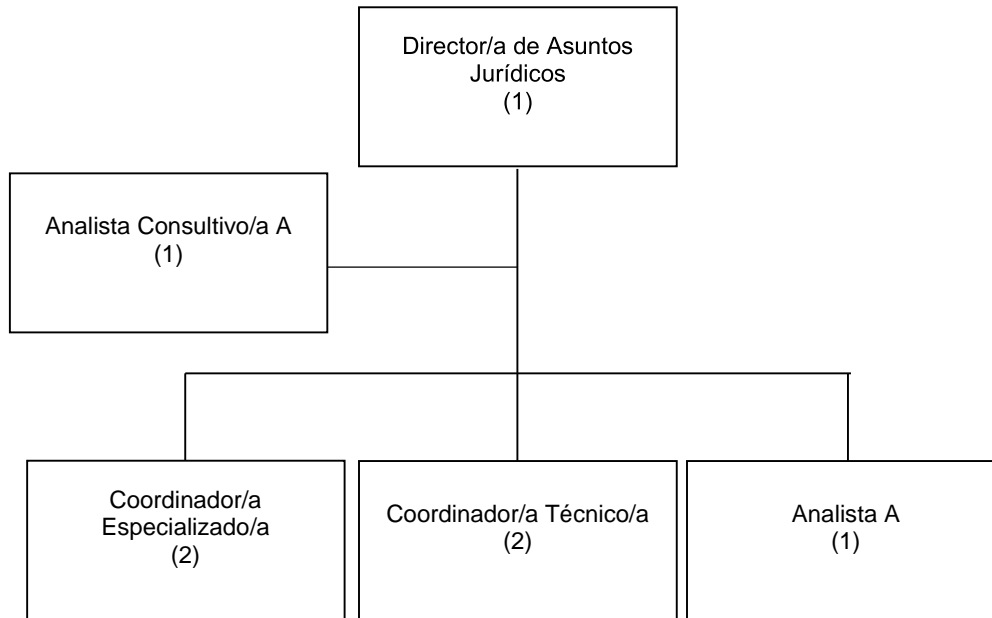 Director/a de Asuntos
Jurídicos
(1)
Analista Consultivo/a A
(1)
Coordinador/a
Especializado/a
(2)
Coordinador/a Técnico/a
(2)
Analista A
(1)